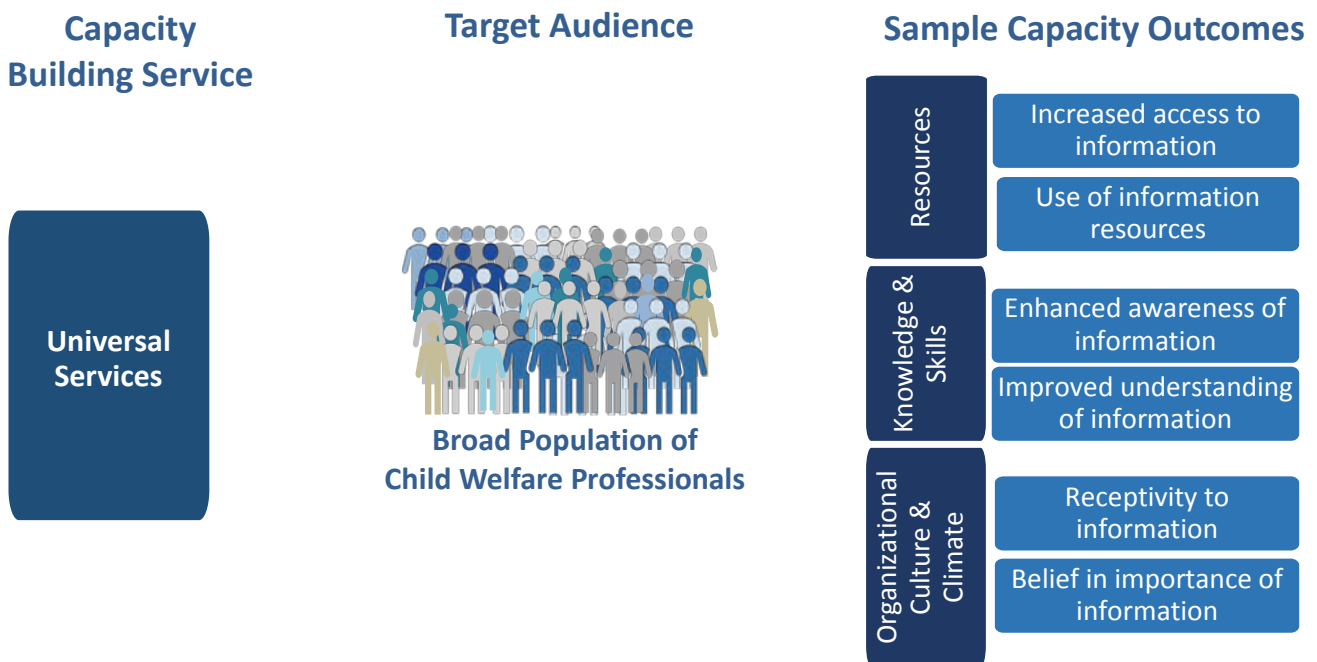 Capacity
Building Service
Target Audience
Sample Capacity Outcomes
Universal
Services
Broad Population of
Child Welfare Professionals
Resources
Increased access to
information
Use of information
resources
Knowledge &
Skills
Enhanced awareness of
information
Improved understanding
of information
Organizational
Culture &
Climate
Receptivity to
information
Belief in importance of
information